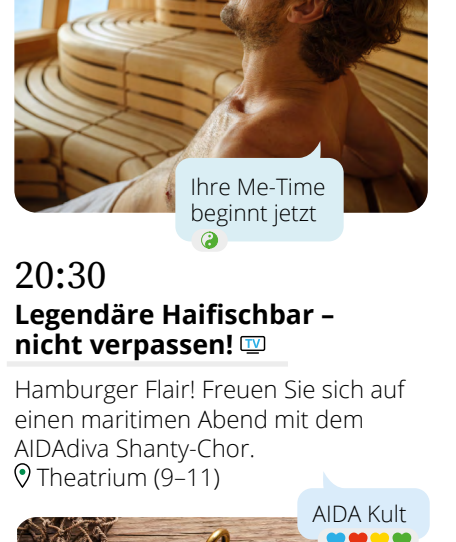 Ihre Me-Time
beginnt jetzt
20:30
Legendäre Haifischbar –
nicht verpassen! TV
Hamburger Flair! Freuen Sie sich auf
einen maritimen Abend mit dem
AIDAdiva Shanty-Chor.
Theatrium (9–11)
AIDA Kult